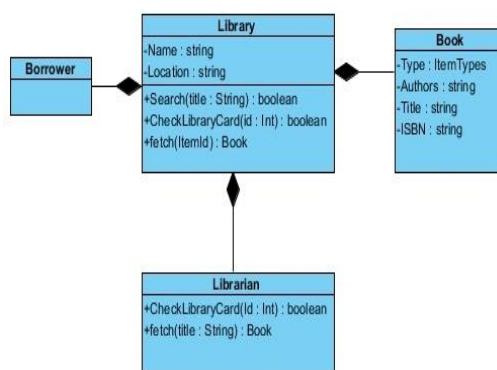 Library
-Name : string
-Location : string
+Search(title : String) : boolean
+CheckLibraryCard(id : Int) : boolean
+fetch(ItemId) : Book
Borrower
Book
-Type : ItemTypes
-Authors : string
-Title : string
-ISBN : string
Librarian
+CheckLibraryCard(Id : Int) : boolean
+fetch(title : String) : Book